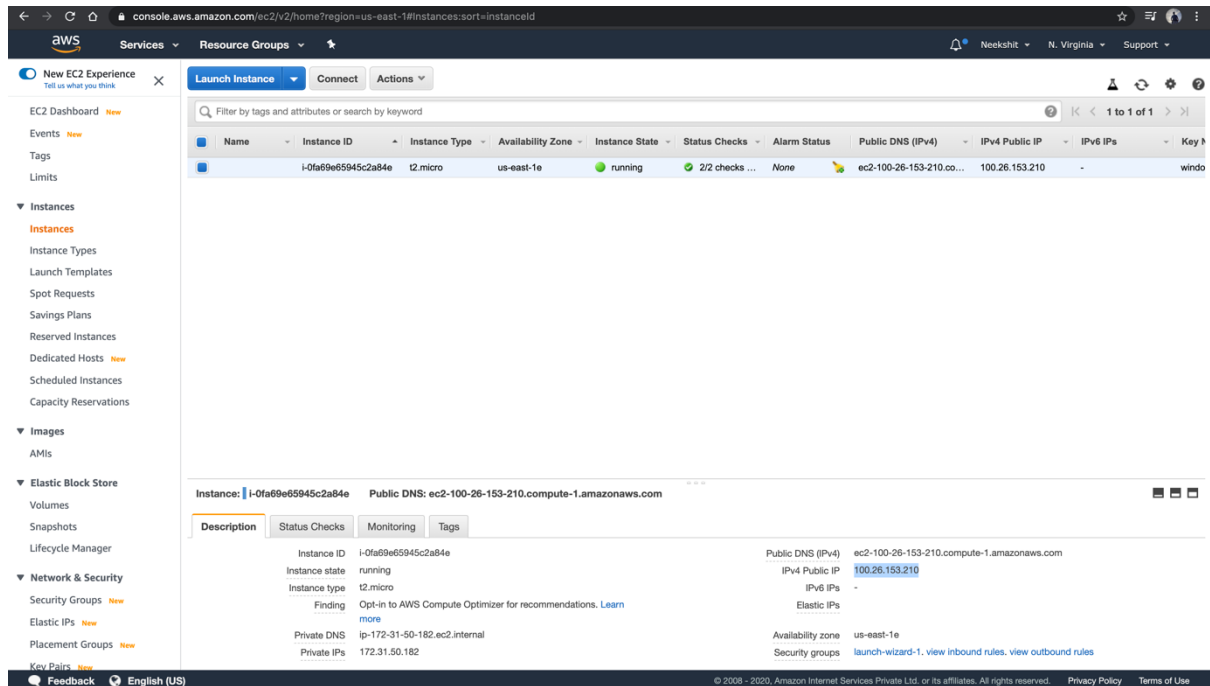 console.aws.amazon.com/ec2/v2/home?region=us-east-1#Instances:sort=instanceId
aws Services Resource Groups Neekshit N. Virginia Support
New EC2 Experience
Tell us what you think
EC2 Dashboard New
Events New
Tags
Limits
Instances
Instances
Instance Types
Launch Templates
Spot Requests
Savings Plans
Reserved Instances
Dedicated Hosts New
Scheduled Instances
Capacity Reservations
Images
AMIs
Elastic Block Store
Volumes
Snapshots
Lifecycle Manager
Network & Security
Security Groups New
Elastic IPs New
Placement Groups New
Key Pairs New
Launch Instance Connect Actions
Filter by tags and attributes or search by keyword
1 to 1 of 1
Name Instance ID Instance Type Availability Zone Instance State Status Checks Alarm Status Public DNS (IPv4) IPv4 Public IP IPv6 IPs Key N
i-0fa69e65945c2a84e t2.micro us-east-1e running 2/2 checks ... None ec2-100-26-153-210.co... 100.26.153.210 - windo
Instance: i-0fa69e65945c2a84e Public DNS: ec2-100-26-153-210.compute-1.amazonaws.com
Description Status Checks Monitoring Tags
Instance ID i-0fa69e65945c2a84e Public DNS (IPv4) ec2-100-26-153-210.compute-1.amazonaws.com
Instance state running IPv4 Public IP 100.26.153.210
Instance type t2.micro IPv6 IPs -
Finding Opt-in to AWS Compute Optimizer for recommendations. Learn more Elastic IPs
Private DNS ip-172-31-50-182.ec2.internal Availability zone us-east-1e
Private IPs 172.31.50.182 Security groups launch-wizard-1. view inbound rules. view outbound rules
Feedback English (US) © 2008 - 2020, Amazon Internet Services Private Ltd. or its affiliates. All rights reserved. Privacy Policy Terms of Use